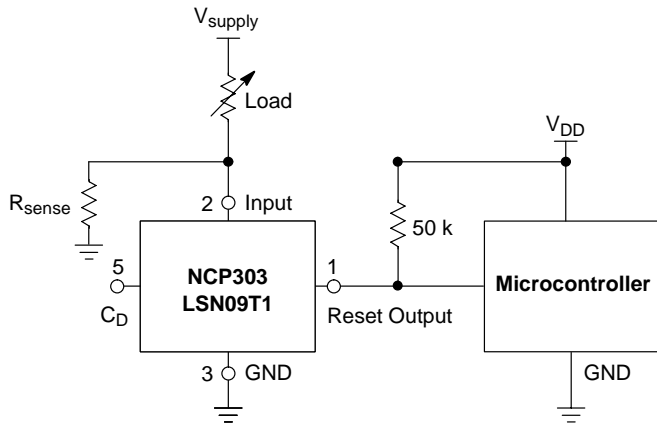 Vsupply
Load
VDD
Rsense
2
Input
50 k
5
CD
NCP303
LSN09T1
1
Reset Output
Microcontroller
3
GND
GND